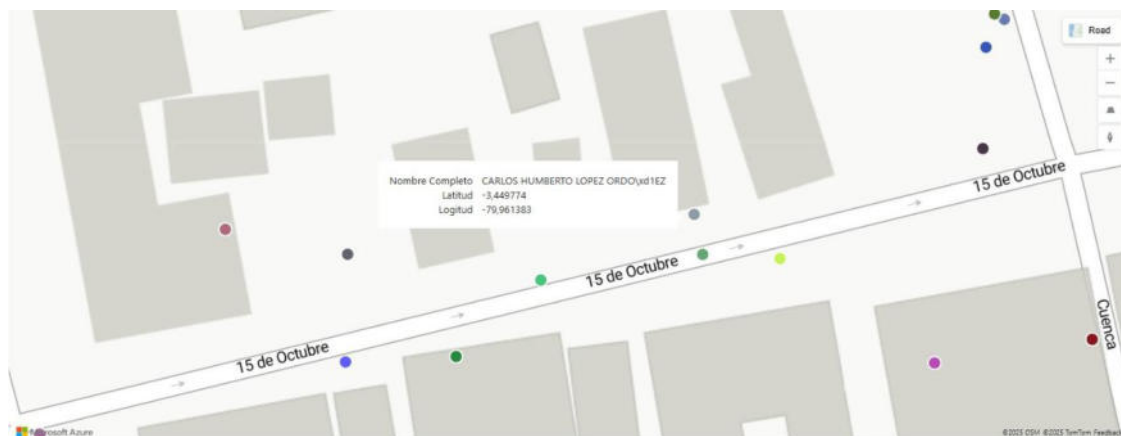 Road
15 de Octubre
Nombre Completo CARLOS HUMBERTO LOPEZ ORDO\xd1EZ
Latitud -3,449774
Logitud -79,961383
15 de Octubre
15 de Octubre
Cuenca
Microsoft Azure
©2025 OSM ©2025 TomTom Feedback